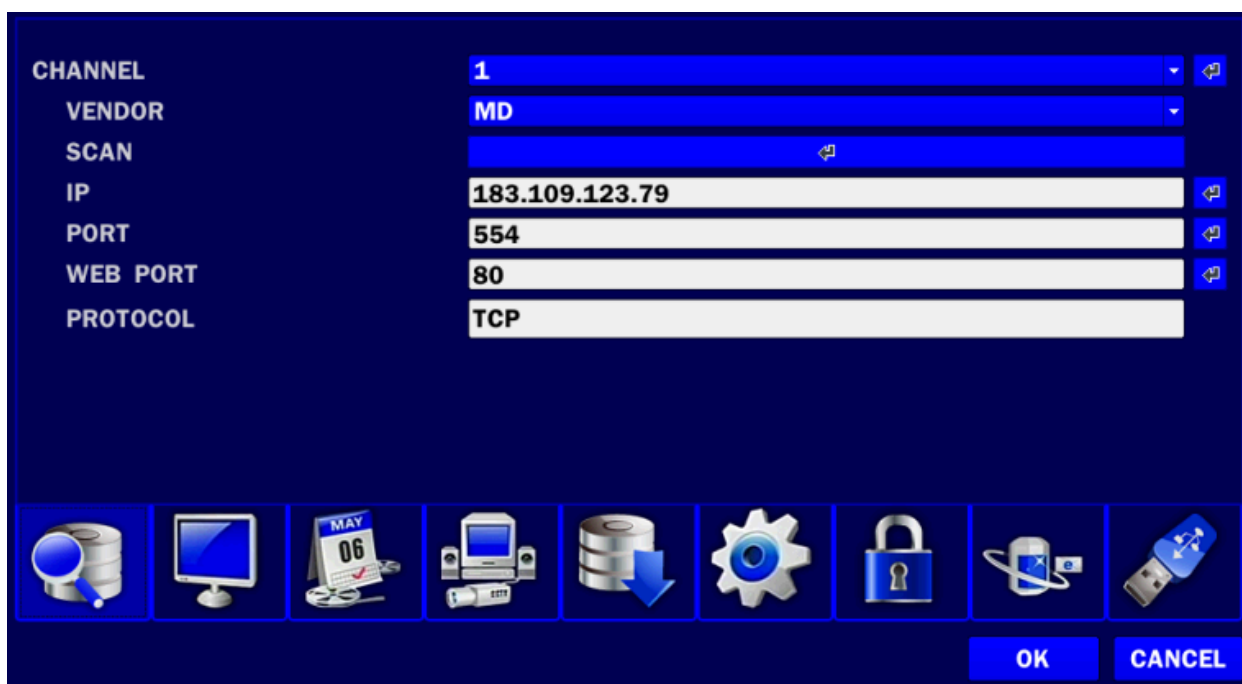 CHANNEL 1
VENDOR MD
SCAN
IP 183.109.123.79
PORT 554
WEB PORT 80
PROTOCOL TCP
MAY
06
e
OK CANCEL